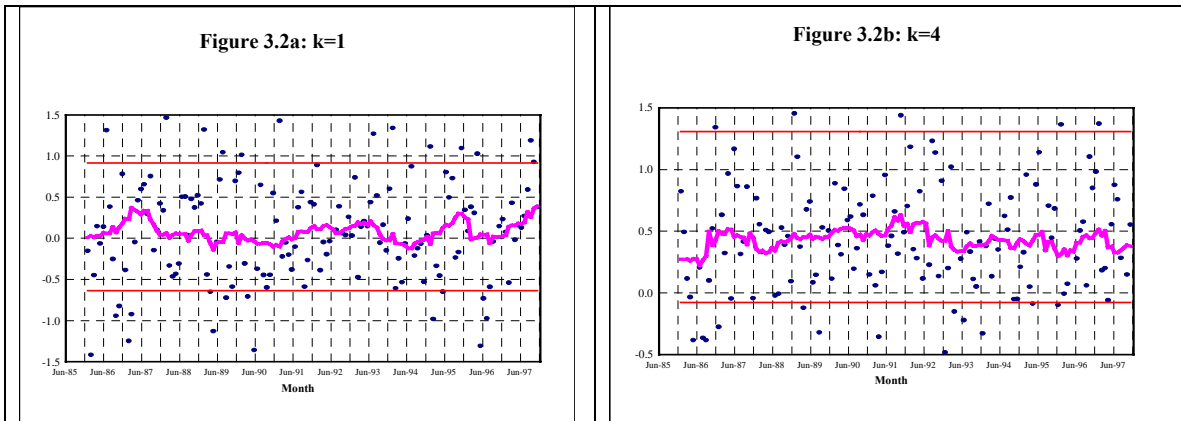 Figure 3.2a: k=1
1.5
1.0
0.5
0.0
-0.5
-1.0
-1.5
Jun-85 Jun-86 Jun-87 Jun-88 Jun-89 Jun-90 Jun-91 Jun-92 Jun-93 Jun-94 Jun-95 Jun-96 Jun-97
Month
Figure 3.2b: k=4
1.5
1.0
0.5
0.0
-0.5
Jun-85 Jun-86 Jun-87 Jun-88 Jun-89 Jun-90 Jun-91 Jun-92 Jun-93 Jun-94 Jun-95 Jun-96 Jun-97
Month